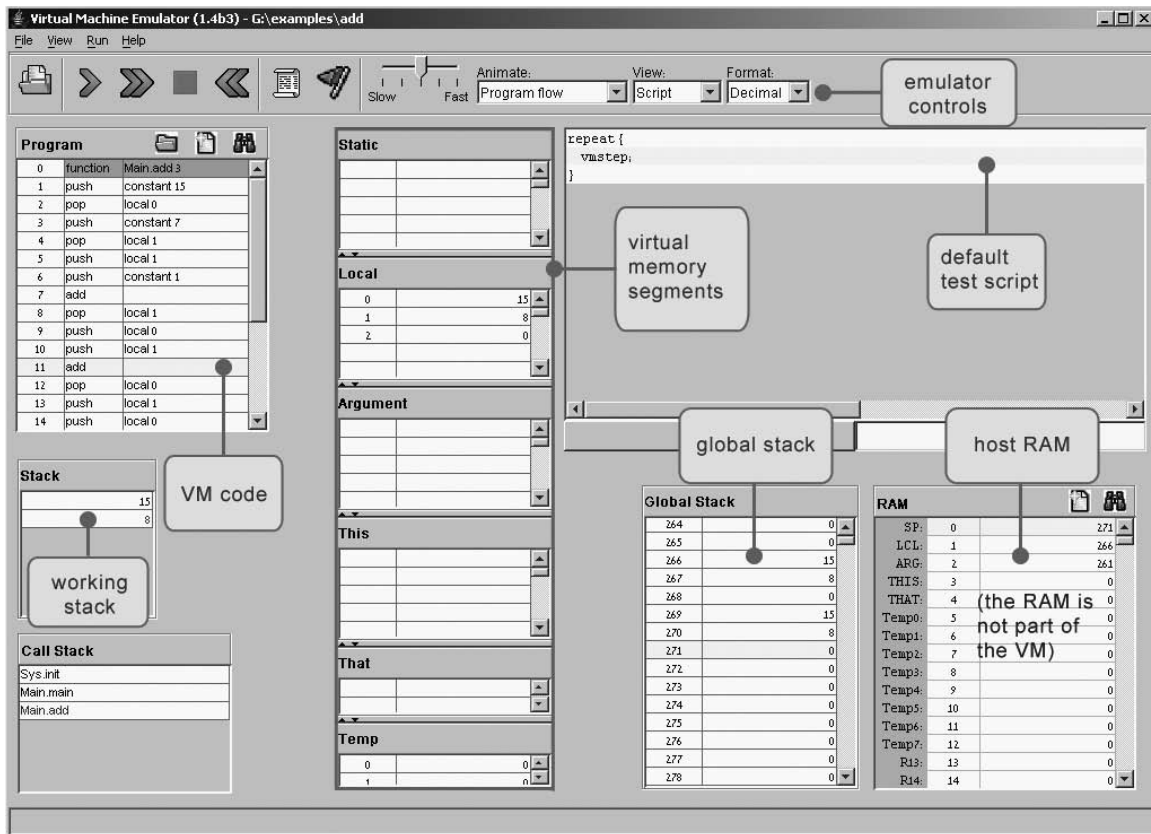 Virtual Machine Emulator (1.4b3) - G:\examples\add
File View Run Help
Slow Fast
Animate:
Program flow
View:
Script
Format:
Decimal
emulator
controls
Program
0 function Main.add 3
1 push constant 15
2 pop local 0
3 push constant 7
4 pop local 1
5 push local 1
6 push constant 1
7 add
8 pop local 1
9 push local 0
10 push local 1
11 add
12 pop local 0
13 push local 1
14 push local 0
VM code
Stack
15
8
working
stack
Call Stack
Sys.init
Main.main
Main.add
Static
Local
0 15
1 8
2 0
Argument
This
That
Temp
0 0
1 0
virtual
memory
segments
repeat {
vmstep;
}
default
test script
global stack
host RAM
Global Stack
264 0
265 0
266 15
267 8
268 0
269 15
270 8
271 0
272 0
273 0
274 0
275 0
276 0
277 0
278 0
RAM
SP: 0 271
LCL: 1 266
ARG: 2 261
THIS: 3 0
THAT: 4 0
Temp0: 5 0
Temp1: 6 0
Temp2: 7 0
Temp3: 8 0
Temp4: 9 0
Temp5: 10 0
Temp6: 11 0
Temp7: 12 0
R13: 13 0
R14: 14 0
(the RAM is
not part of
the VM)